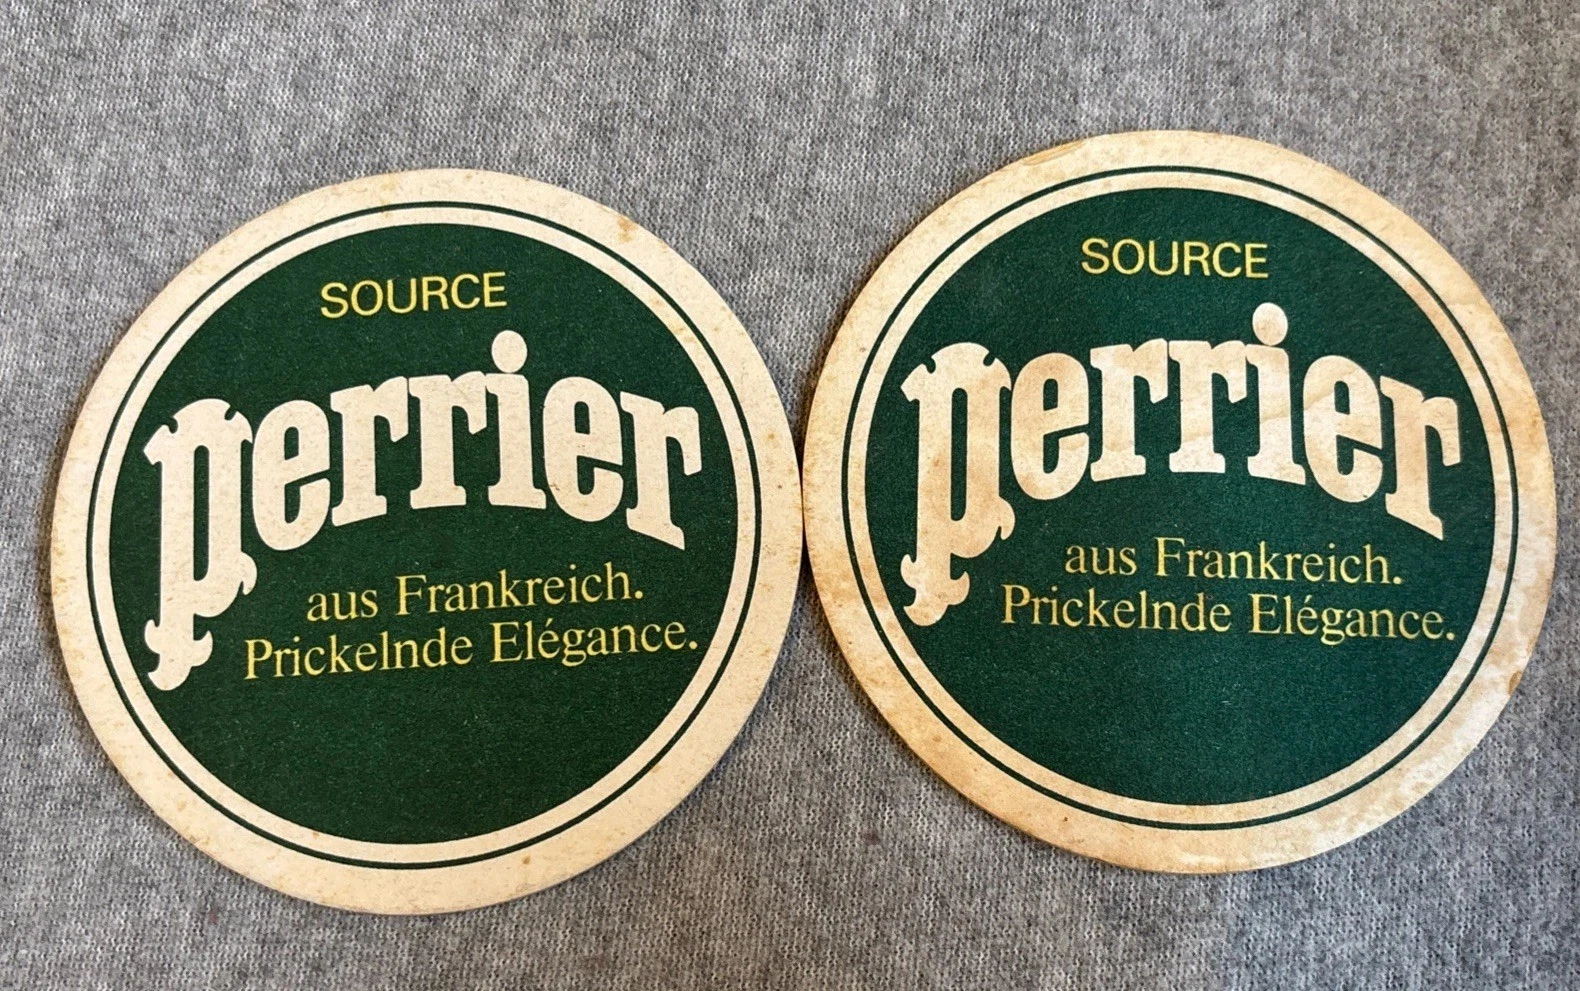 SOURCE
perrier
aus Frankreich.
Prickelnde Elégance.
SOURCE
perrier
aus Frankreich.
Prickelnde Elégance.